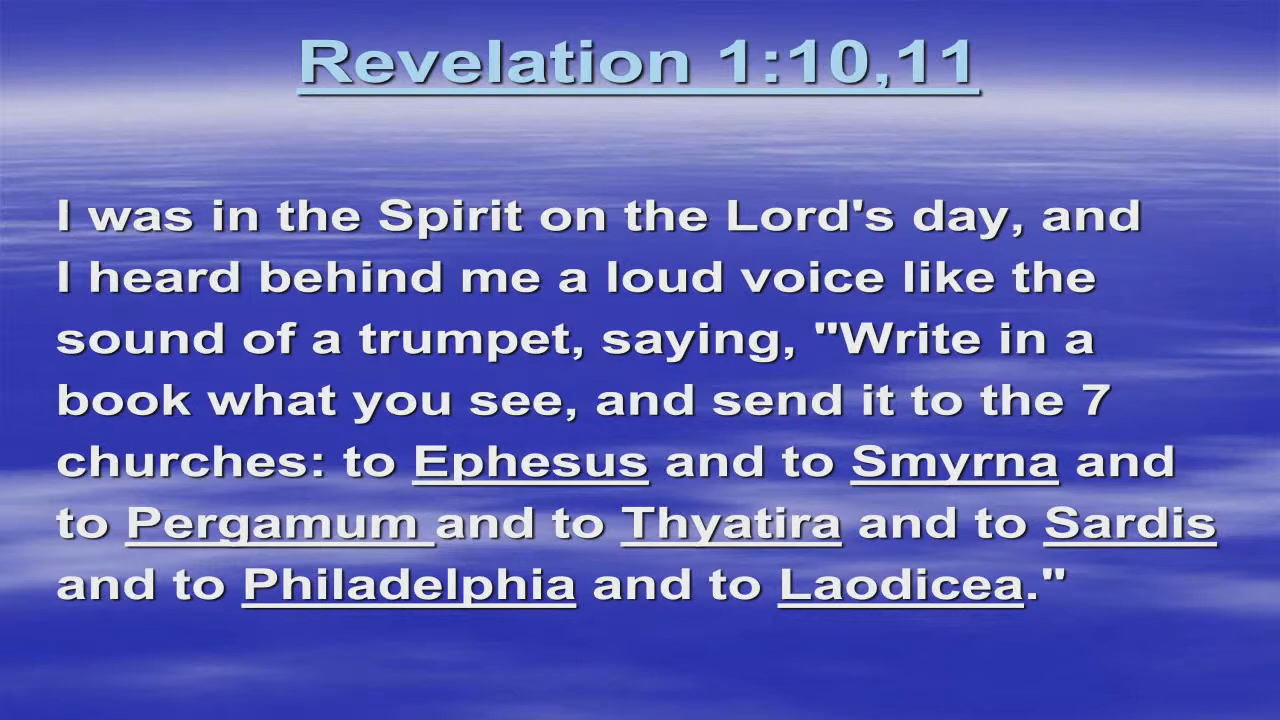 Revelation 1:10,11
I was in the Spirit on the Lord's day, and
I heard behind me a loud voice like the
sound of a trumpet, saying, "Write in a
book what you see, and send it to the 7
churches: to Ephesus and to Smyrna and
to Pergamum and to Thyatira and to Sardis
and to Philadelphia and to Laodicea."